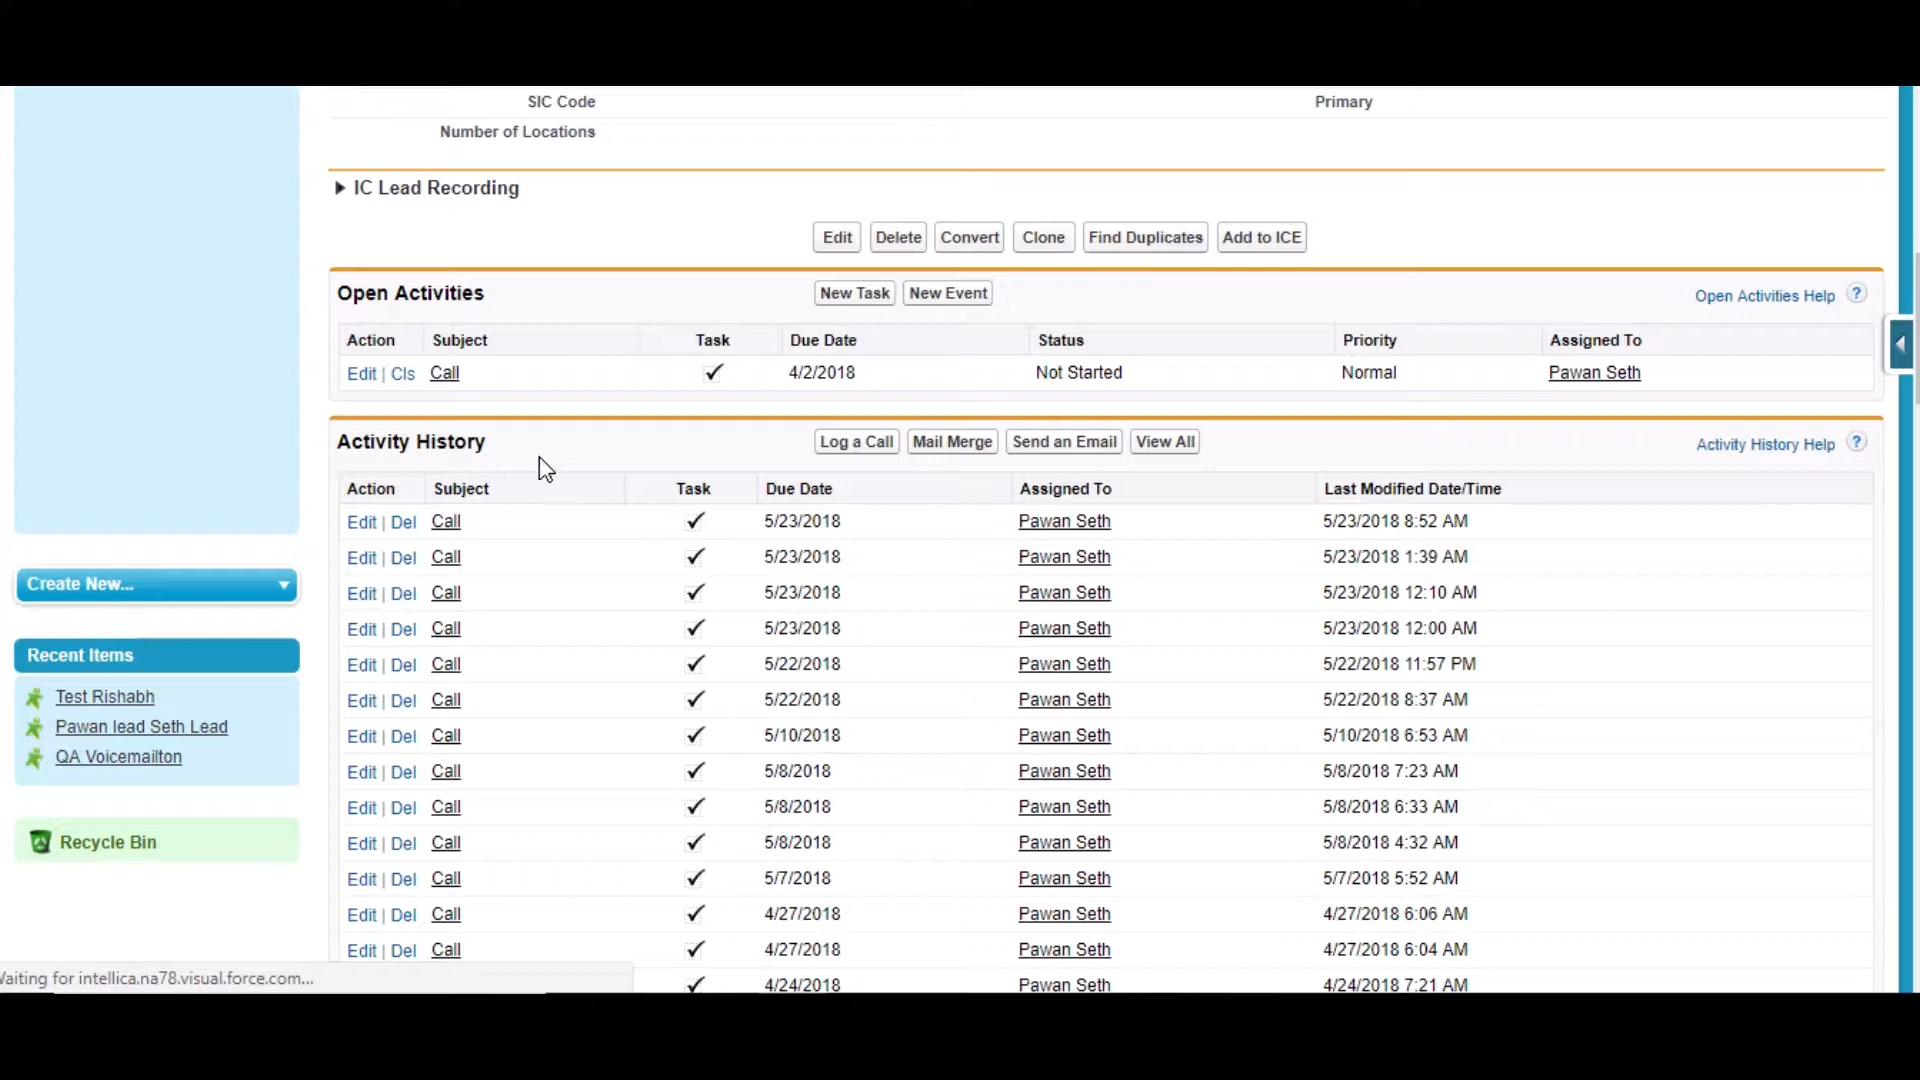 SIC Code Primary
Number of Locations
IC Lead Recording
Edit Delete Convert Clone Find Duplicates Add to ICE
Open Activities New Task New Event Open Activities Help ?
Action Subject Task Due Date Status Priority Assigned To
Edit | Cls Call 4/2/2018 Not Started Normal Pawan Seth
Activity History Log a Call Mail Merge Send an Email View All Activity History Help ?
Action Subject Task Due Date Assigned To Last Modified Date/Time
Edit | Del Call 5/23/2018 Pawan Seth 5/23/2018 8:52 AM
Edit | Del Call 5/23/2018 Pawan Seth 5/23/2018 1:39 AM
Edit | Del Call 5/23/2018 Pawan Seth 5/23/2018 12:10 AM
Edit | Del Call 5/23/2018 Pawan Seth 5/23/2018 12:00 AM
Edit | Del Call 5/22/2018 Pawan Seth 5/22/2018 11:57 PM
Edit | Del Call 5/22/2018 Pawan Seth 5/22/2018 8:37 AM
Edit | Del Call 5/10/2018 Pawan Seth 5/10/2018 6:53 AM
Edit | Del Call 5/8/2018 Pawan Seth 5/8/2018 7:23 AM
Edit | Del Call 5/8/2018 Pawan Seth 5/8/2018 6:33 AM
Edit | Del Call 5/8/2018 Pawan Seth 5/8/2018 4:32 AM
Edit | Del Call 5/7/2018 Pawan Seth 5/7/2018 5:52 AM
Edit | Del Call 4/27/2018 Pawan Seth 4/27/2018 6:06 AM
Edit | Del Call 4/27/2018 Pawan Seth 4/27/2018 6:04 AM
4/24/2018 Pawan Seth 4/24/2018 7:21 AM
Create New...
Recent Items
Test Rishabh
Pawan lead Seth Lead
QA Voicemailton
Recycle Bin
Waiting for intellica.na78.visual.force.com...